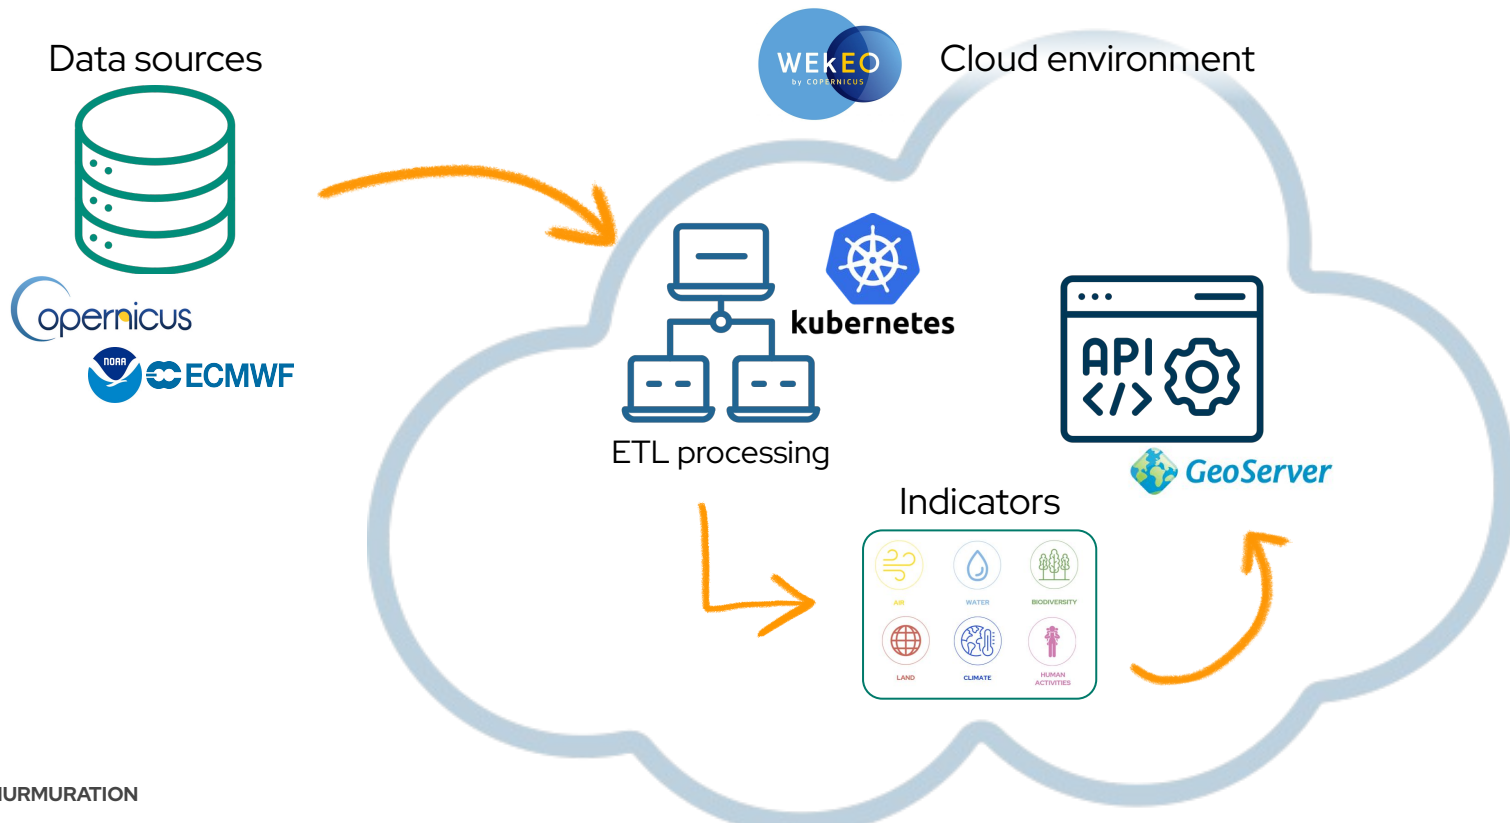 Data sources
WEkEO
by COPERNICUS
Cloud environment
opernicus
NOAA
ECMWF
kubernetes
ETL processing
API
</>
GeoServer
Indicators
AIR
WATER
BIODIVERSITY
LAND
CLIMATE
HUMAN
ACTIVITIES
URMURATION